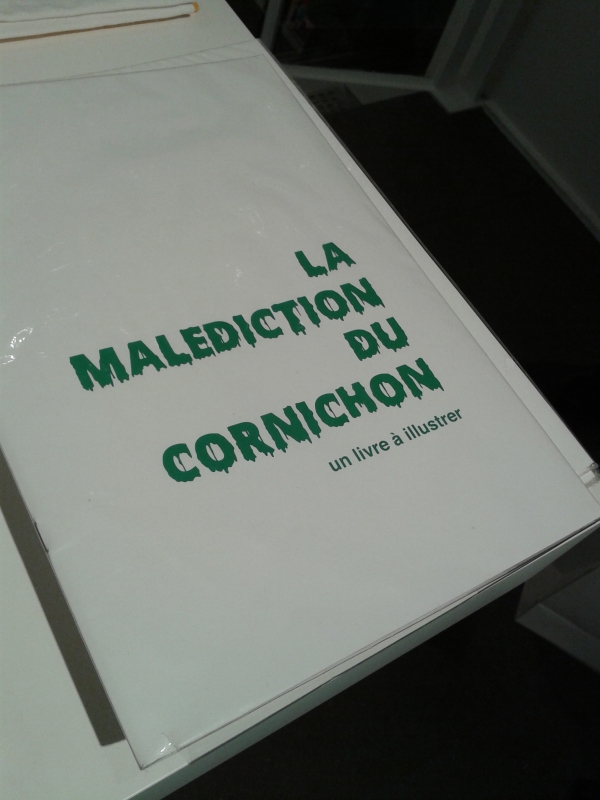 LA
MALEDICTION
DU
CORNICHON
un livre à illustrer